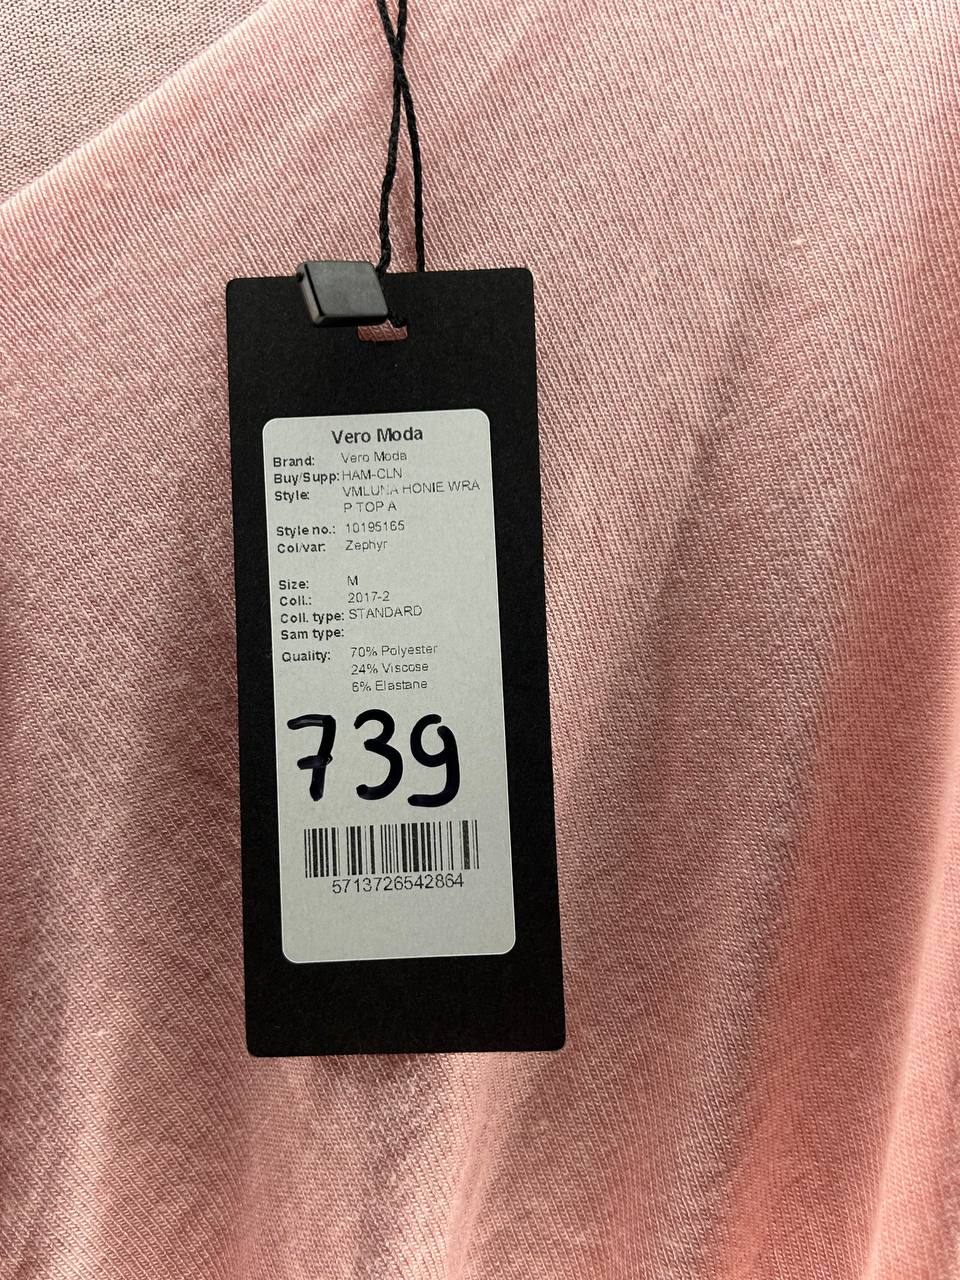 Vero Moda
Brand: Vero Moda
Buy/Supp: HAM-CLN
Style: VMLUNA HONIE WRA
P TOP A
Style no.: 10195165
Col/var: Zephyr
Size: M
Coll.: 2017-2
Coll. type: STANDARD
Sam type:
Quality: 70% Polyester
24% Viscose
6% Elastane
739
5713726542864